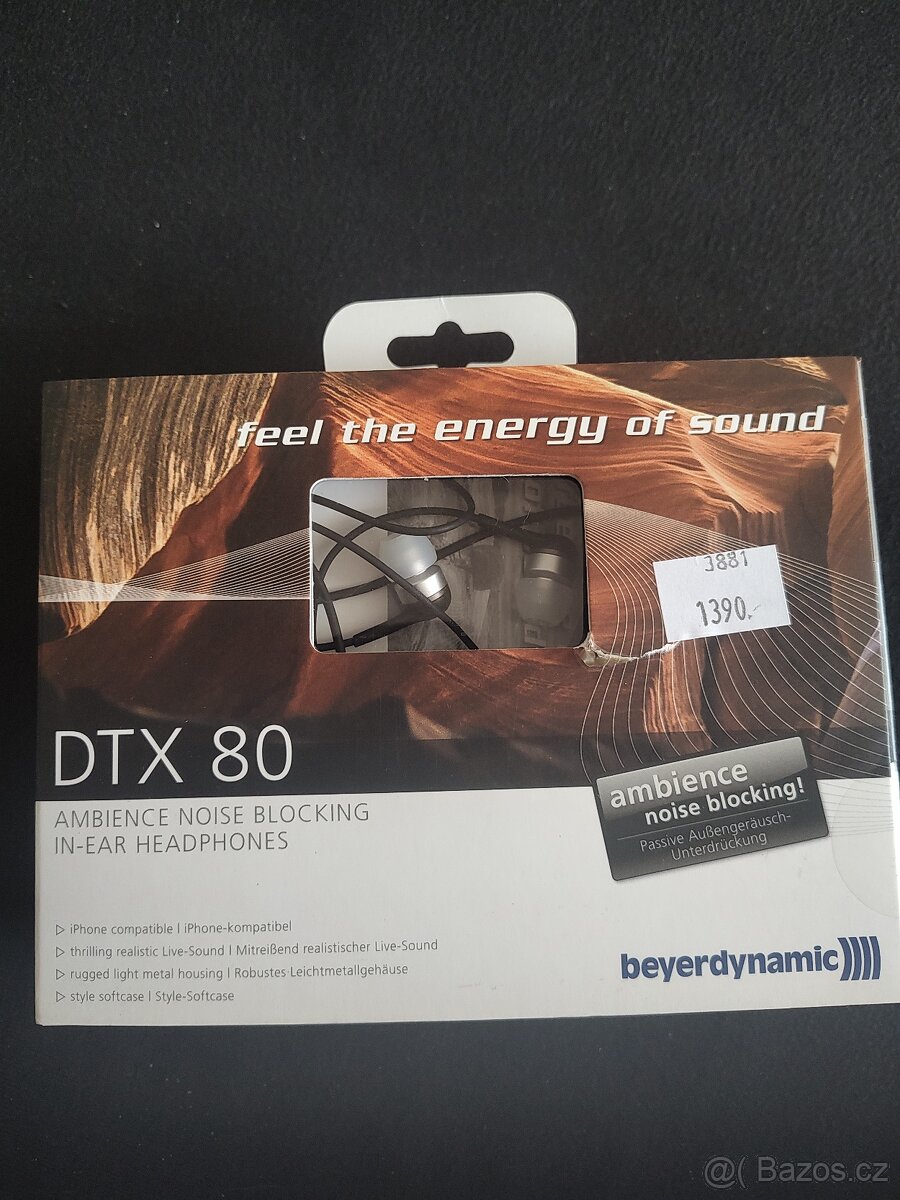 feel the energy of sound
3881
1390.-
DTX 80
AMBIENCE NOISE BLOCKING
IN-EAR HEADPHONES
ambience
noise blocking!
Passive Außengeräusch-
Unterdrückung
▷ iPhone compatible | iPhone-kompatibel
▷ thrilling realistic Live-Sound | Mitreißend realistischer Live-Sound
▷ rugged light metal housing | Robustes Leichtmetallgehäuse
▷ style softcase | Style-Softcase
beyerdynamic
@( Bazos.cz